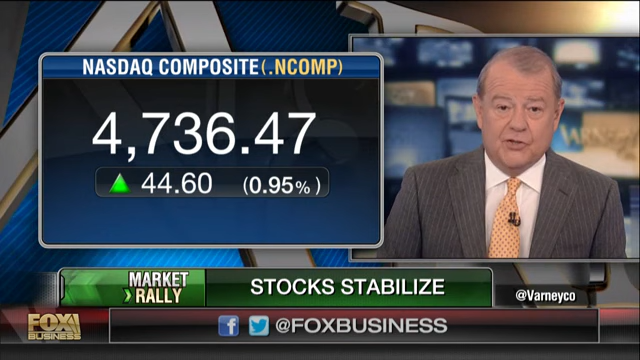 NASDAQ COMPOSITE(.NCOMP)
4,736.47
44.60 (0.95%)
MARKET
RALLY
STOCKS STABILIZE
@Varneyco
FOX
BUSINESS
@FOXBUSINESS